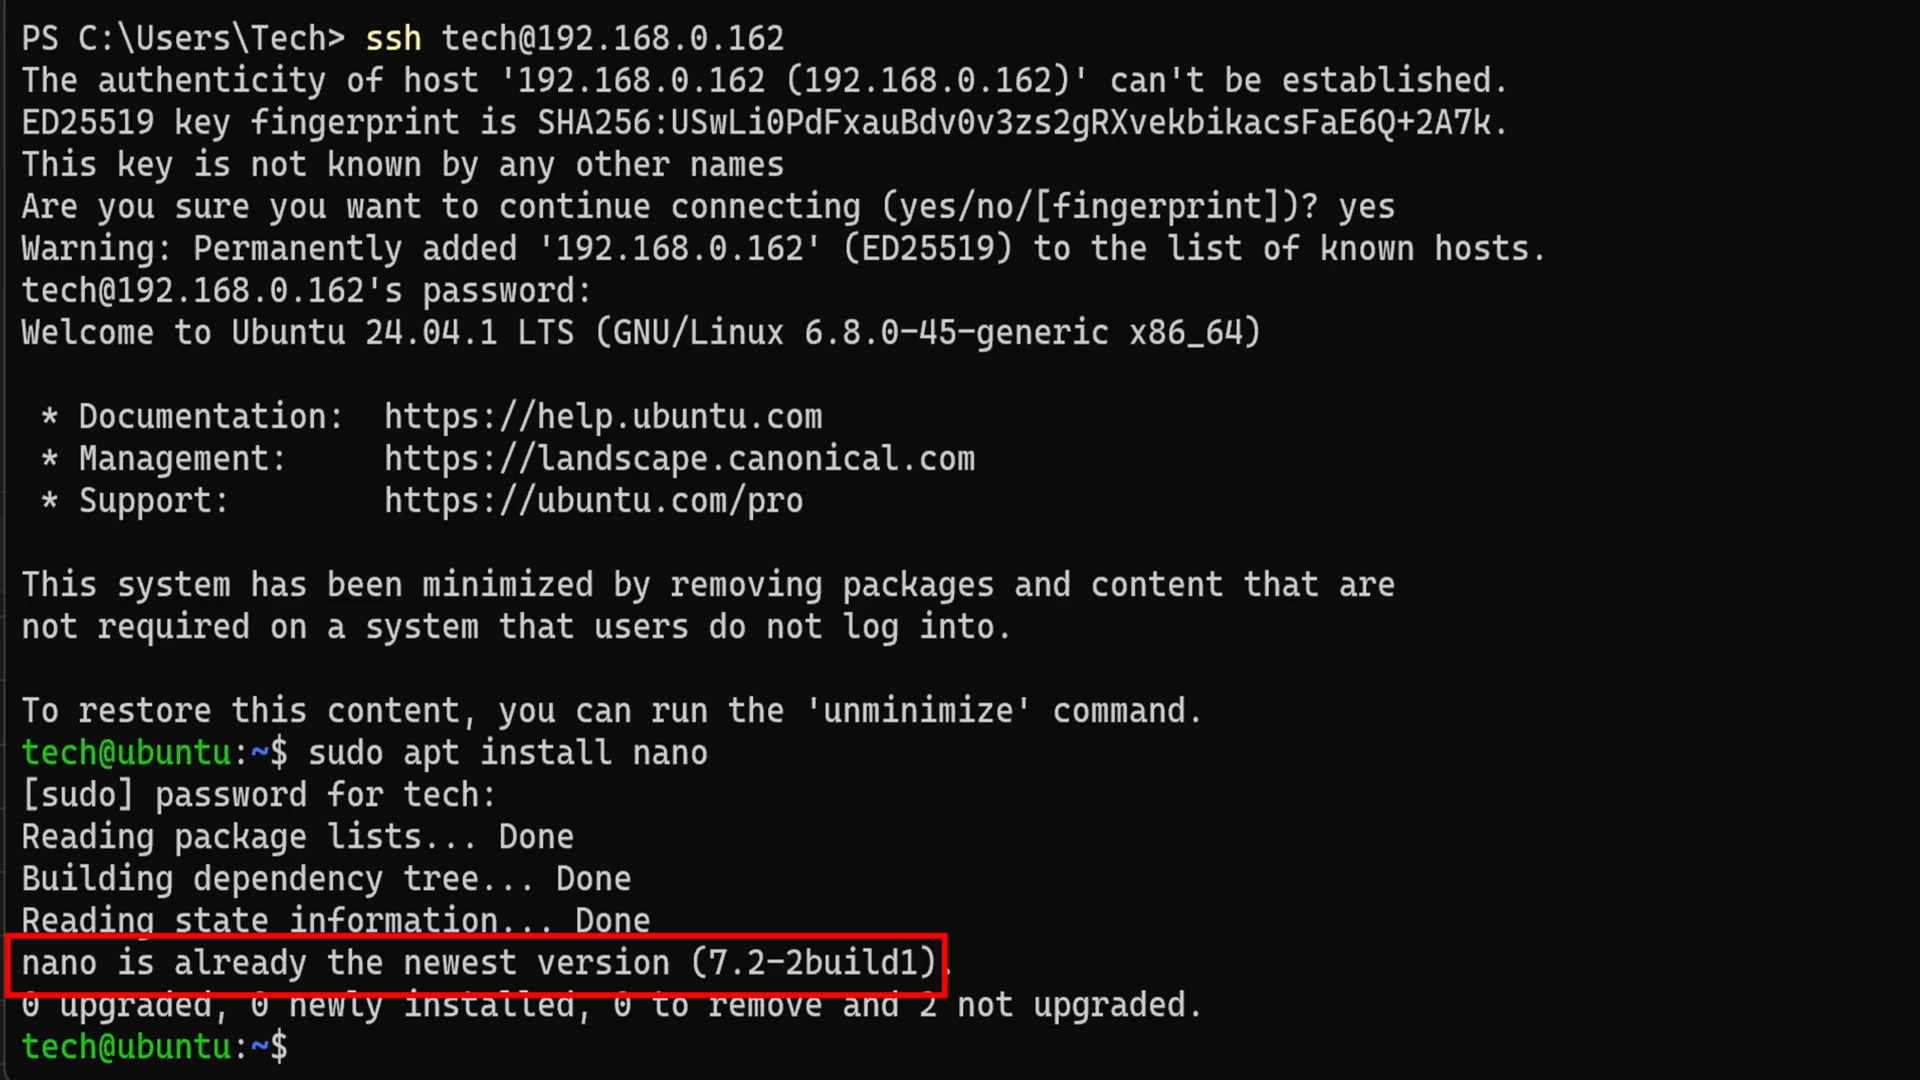 PS C:\Users\Tech> ssh tech@192.168.0.162
The authenticity of host '192.168.0.162 (192.168.0.162)' can't be established.
ED25519 key fingerprint is SHA256:USwLi0PdFxauBdv0v3zs2gRXvekbikacsFaE6Q+2A7k.
This key is not known by any other names
Are you sure you want to continue connecting (yes/no/[fingerprint])? yes
Warning: Permanently added '192.168.0.162' (ED25519) to the list of known hosts.
tech@192.168.0.162's password:
Welcome to Ubuntu 24.04.1 LTS (GNU/Linux 6.8.0-45-generic x86_64)
* Documentation:  https://help.ubuntu.com
* Management:     https://landscape.canonical.com
* Support:        https://ubuntu.com/pro
This system has been minimized by removing packages and content that are
not required on a system that users do not log into.
To restore this content, you can run the 'unminimize' command.
tech@ubuntu:~$ sudo apt install nano
[sudo] password for tech:
Reading package lists... Done
Building dependency tree... Done
Reading state information... Done
nano is already the newest version (7.2-2build1).
0 upgraded, 0 newly installed, 0 to remove and 2 not upgraded.
tech@ubuntu:~$